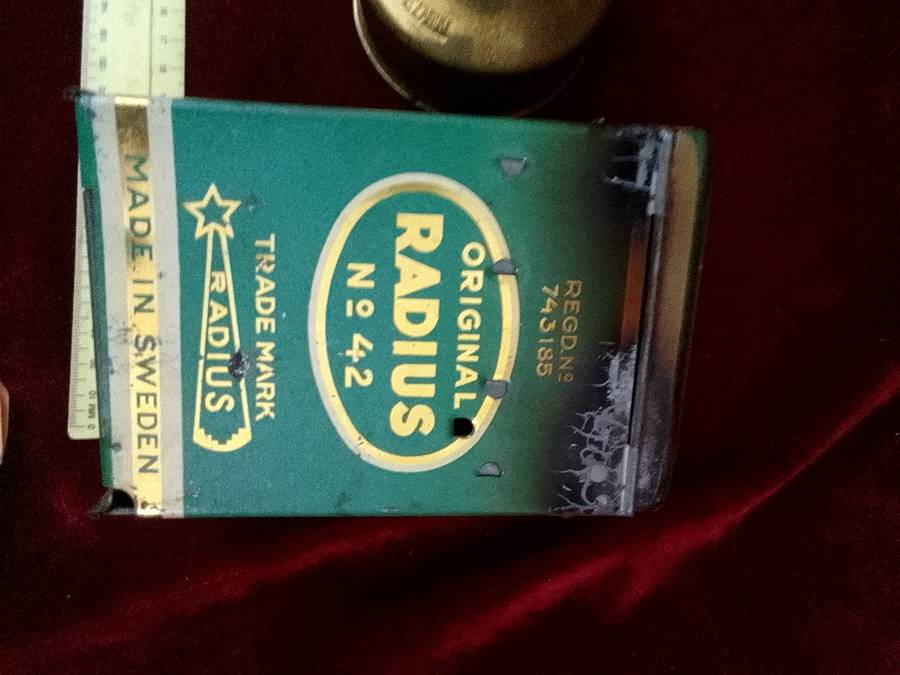 REGD.Nº
743185
ORIGINAL
RADIUS
Nº 42
TRADE MARK
RADIUS
MADE IN SWEDEN